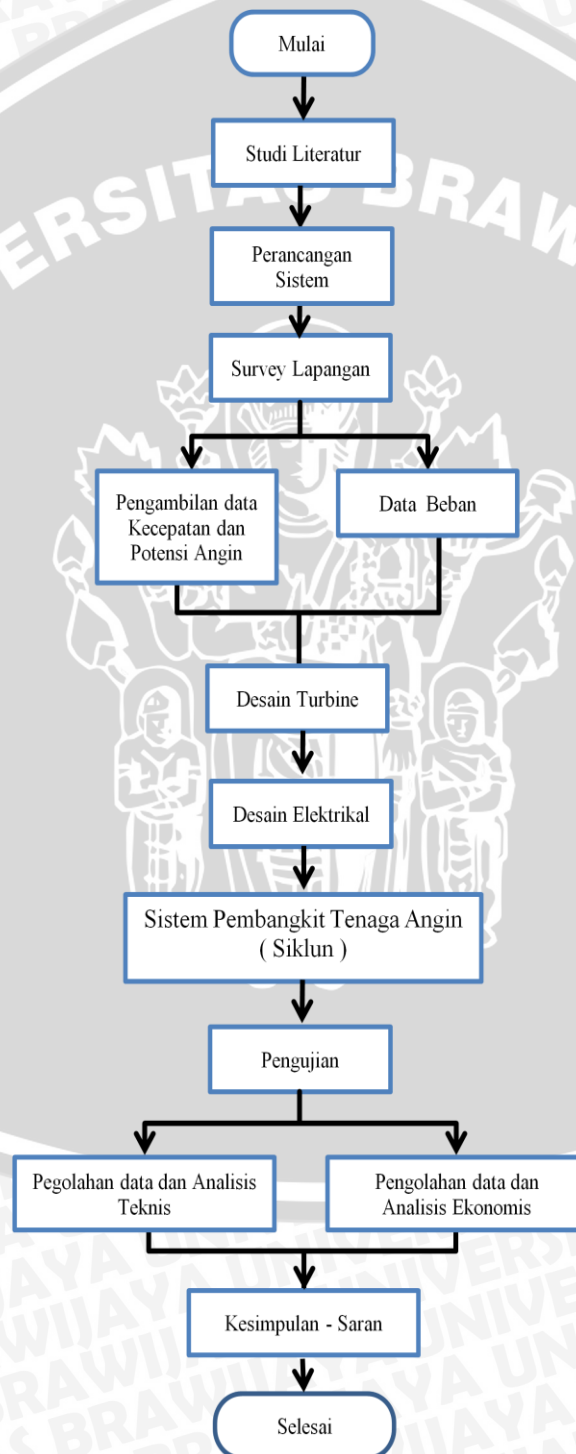 Mulai
Studi Literatur
ERSITAS BRAW
Perancangan
Sistem
Survey Lapangan
Pengambilan data
Kecepatan dan
Potensi Angin
Data Beban
Desain Turbine
Desain Elektrikal
Sistem Pembangkit Tenaga Angin
( Siklun )
Pengujian
Pegolahan data dan Analisis
Teknis
Pengolahan data dan
Analisis Ekonomis
Kesimpulan - Saran
Selesai